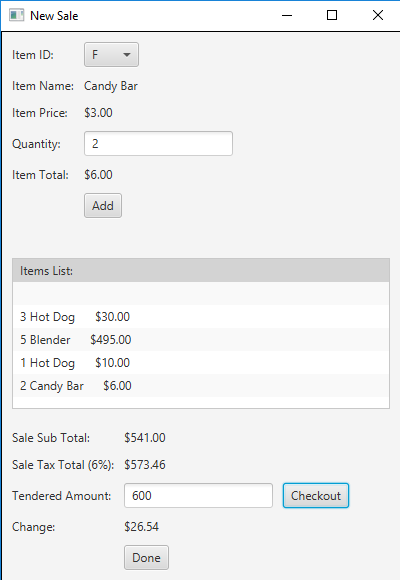 New Sale
Item ID: F
Item Name: Candy Bar
Item Price: $3.00
Quantity: 2
Item Total: $6.00
Add
Items List:
3 Hot Dog $30.00
5 Blender $495.00
1 Hot Dog $10.00
2 Candy Bar $6.00
Sale Sub Total: $541.00
Sale Tax Total (6%): $573.46
Tendered Amount: 600 Checkout
Change: $26.54
Done